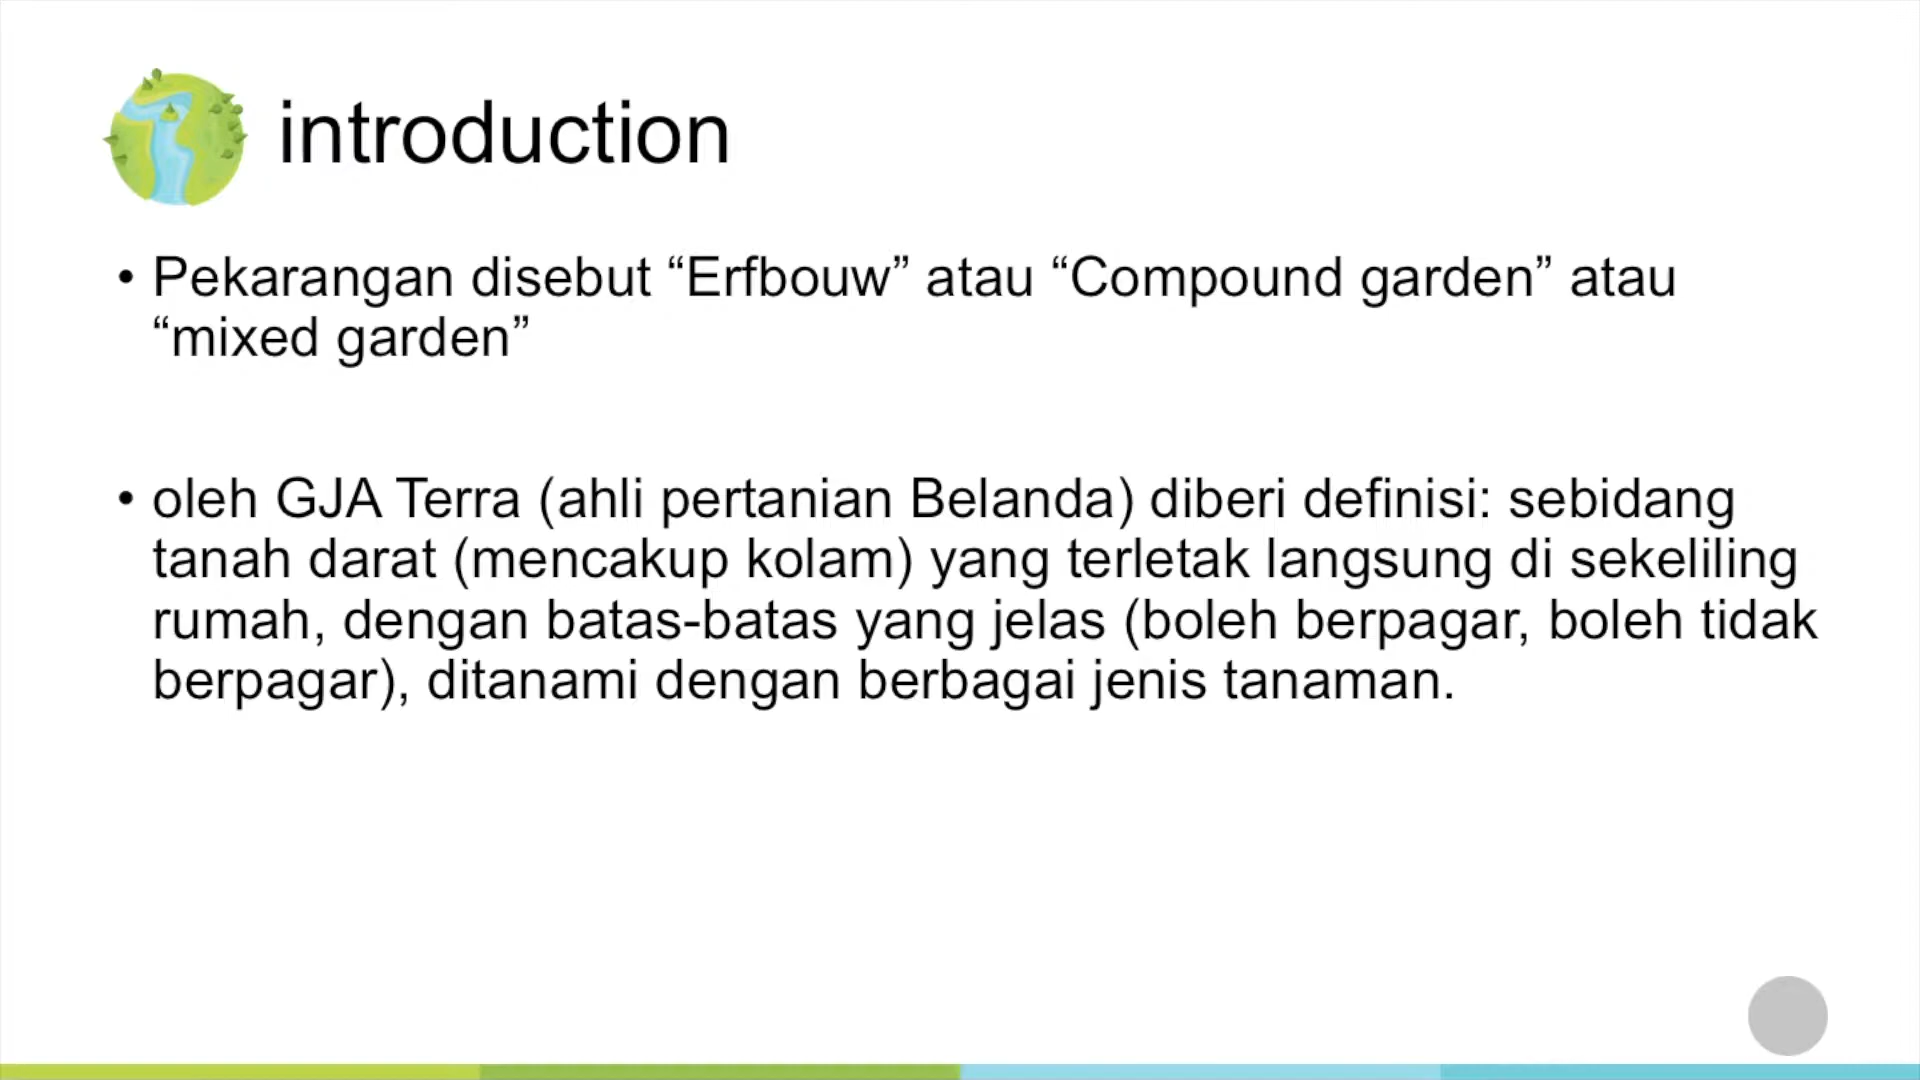 introduction
• Pekarangan disebut “Erfbouw” atau “Compound garden” atau
“mixed garden”
• oleh GJA Terra (ahli pertanian Belanda) diberi definisi: sebidang
tanah darat (mencakup kolam) yang terletak langsung di sekeliling
rumah, dengan batas-batas yang jelas (boleh berpagar, boleh tidak
berpagar), ditanami dengan berbagai jenis tanaman.